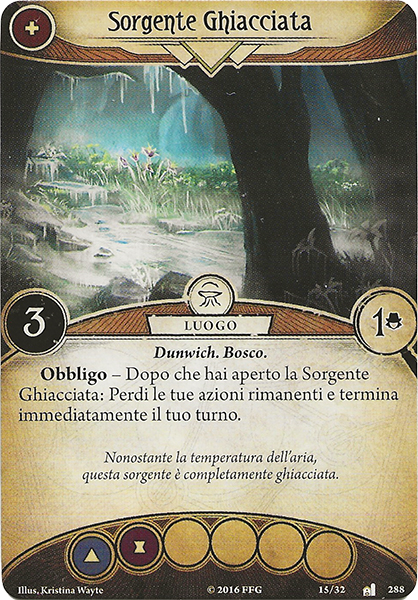 Sorgente Ghiacciata
3
LUOGO
1
Dunwich. Bosco.
Obbligo – Dopo che hai aperto la Sorgente
Ghiacciata: Perdi le tue azioni rimanenti e termina
immediatamente il tuo turno.
Nonostante la temperatura dell'aria,
questa sorgente è completamente ghiacciata.
Illus, Kristina Wayte © 2016 FFG 15/32 288